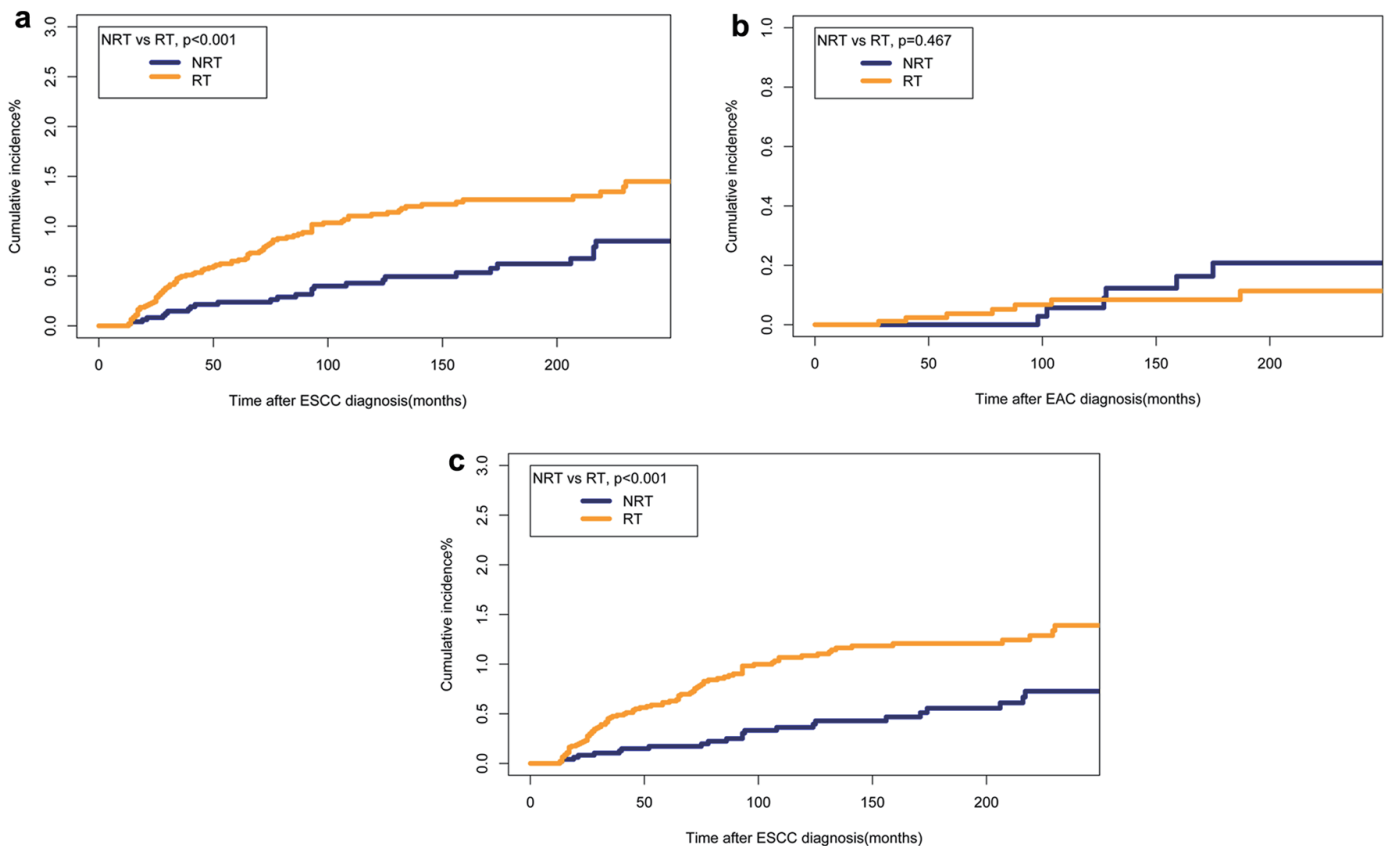 a
NRT vs RT, p<0.001
NRT
RT
3.0
2.5
2.0
1.5
1.0
0.5
0.0
Cumulative incidence%
0 50 100 150 200
Time after ESCC diagnosis(months)
b
NRT vs RT, p=0.467
NRT
RT
1.0
0.8
0.6
0.4
0.2
0.0
Cumulative incidence%
0 50 100 150 200
Time after EAC diagnosis(months)
c
NRT vs RT, p<0.001
NRT
RT
3.0
2.5
2.0
1.5
1.0
0.5
0.0
Cumulative incidence%
0 50 100 150 200
Time after ESCC diagnosis(months)